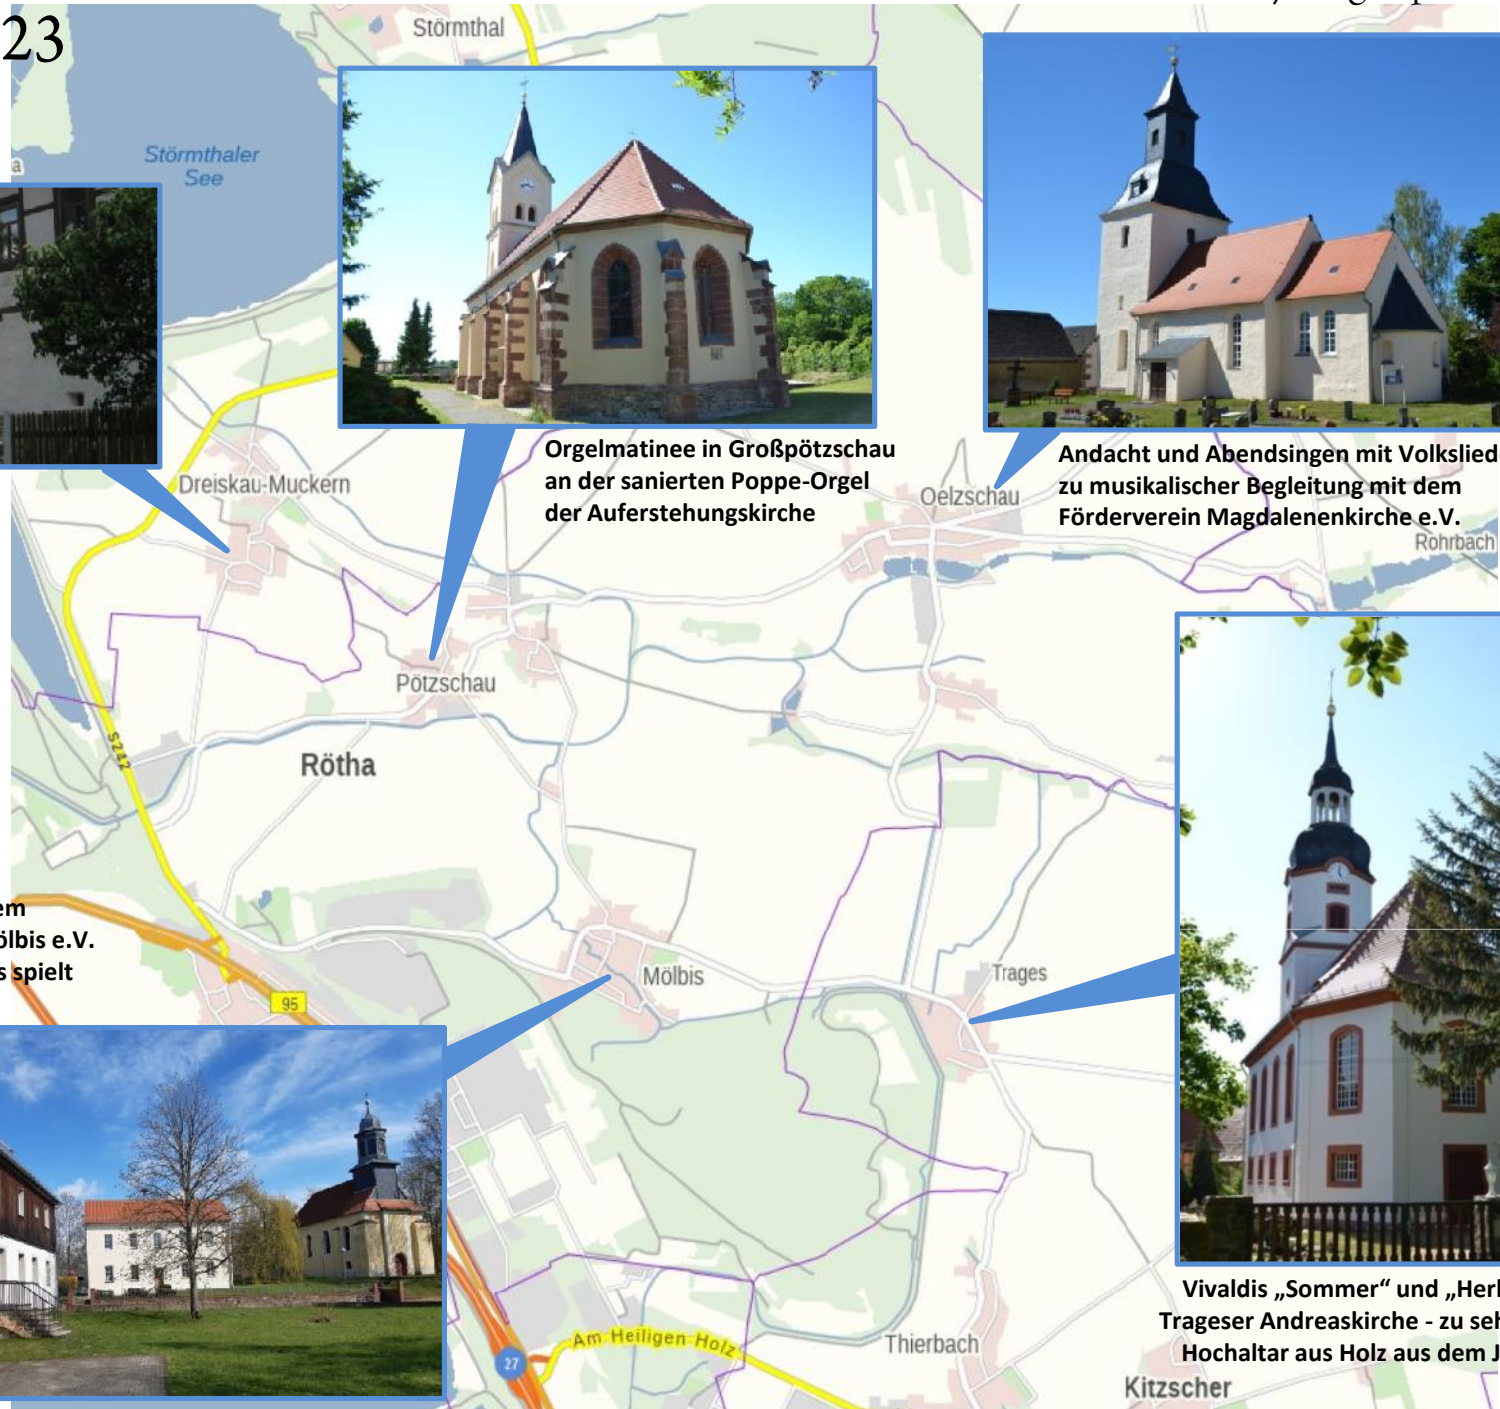 23
Störmthal
Störmthaler
See
a
Orgelmatinee in Großpötzschau
an der sanierten Poppe-Orgel
der Auferstehungskirche
Andacht und Abendsingen mit Volkslied
zu musikalischer Begleitung mit dem
Förderverein Magdalenenkirche e.V.
Dreiskau-Muckern
Oelzschau
Rohrbach
Pötzschau
S242
Rötha
em
ölbis e.V.
s spielt
95
Mölbis
Trages
Vivaldis „Sommer“ und „Her
Trageser Andreaskirche - zu seh
Hochaltar aus Holz aus dem J
Am Heiligen Holz
27
Thierbach
Kitzscher